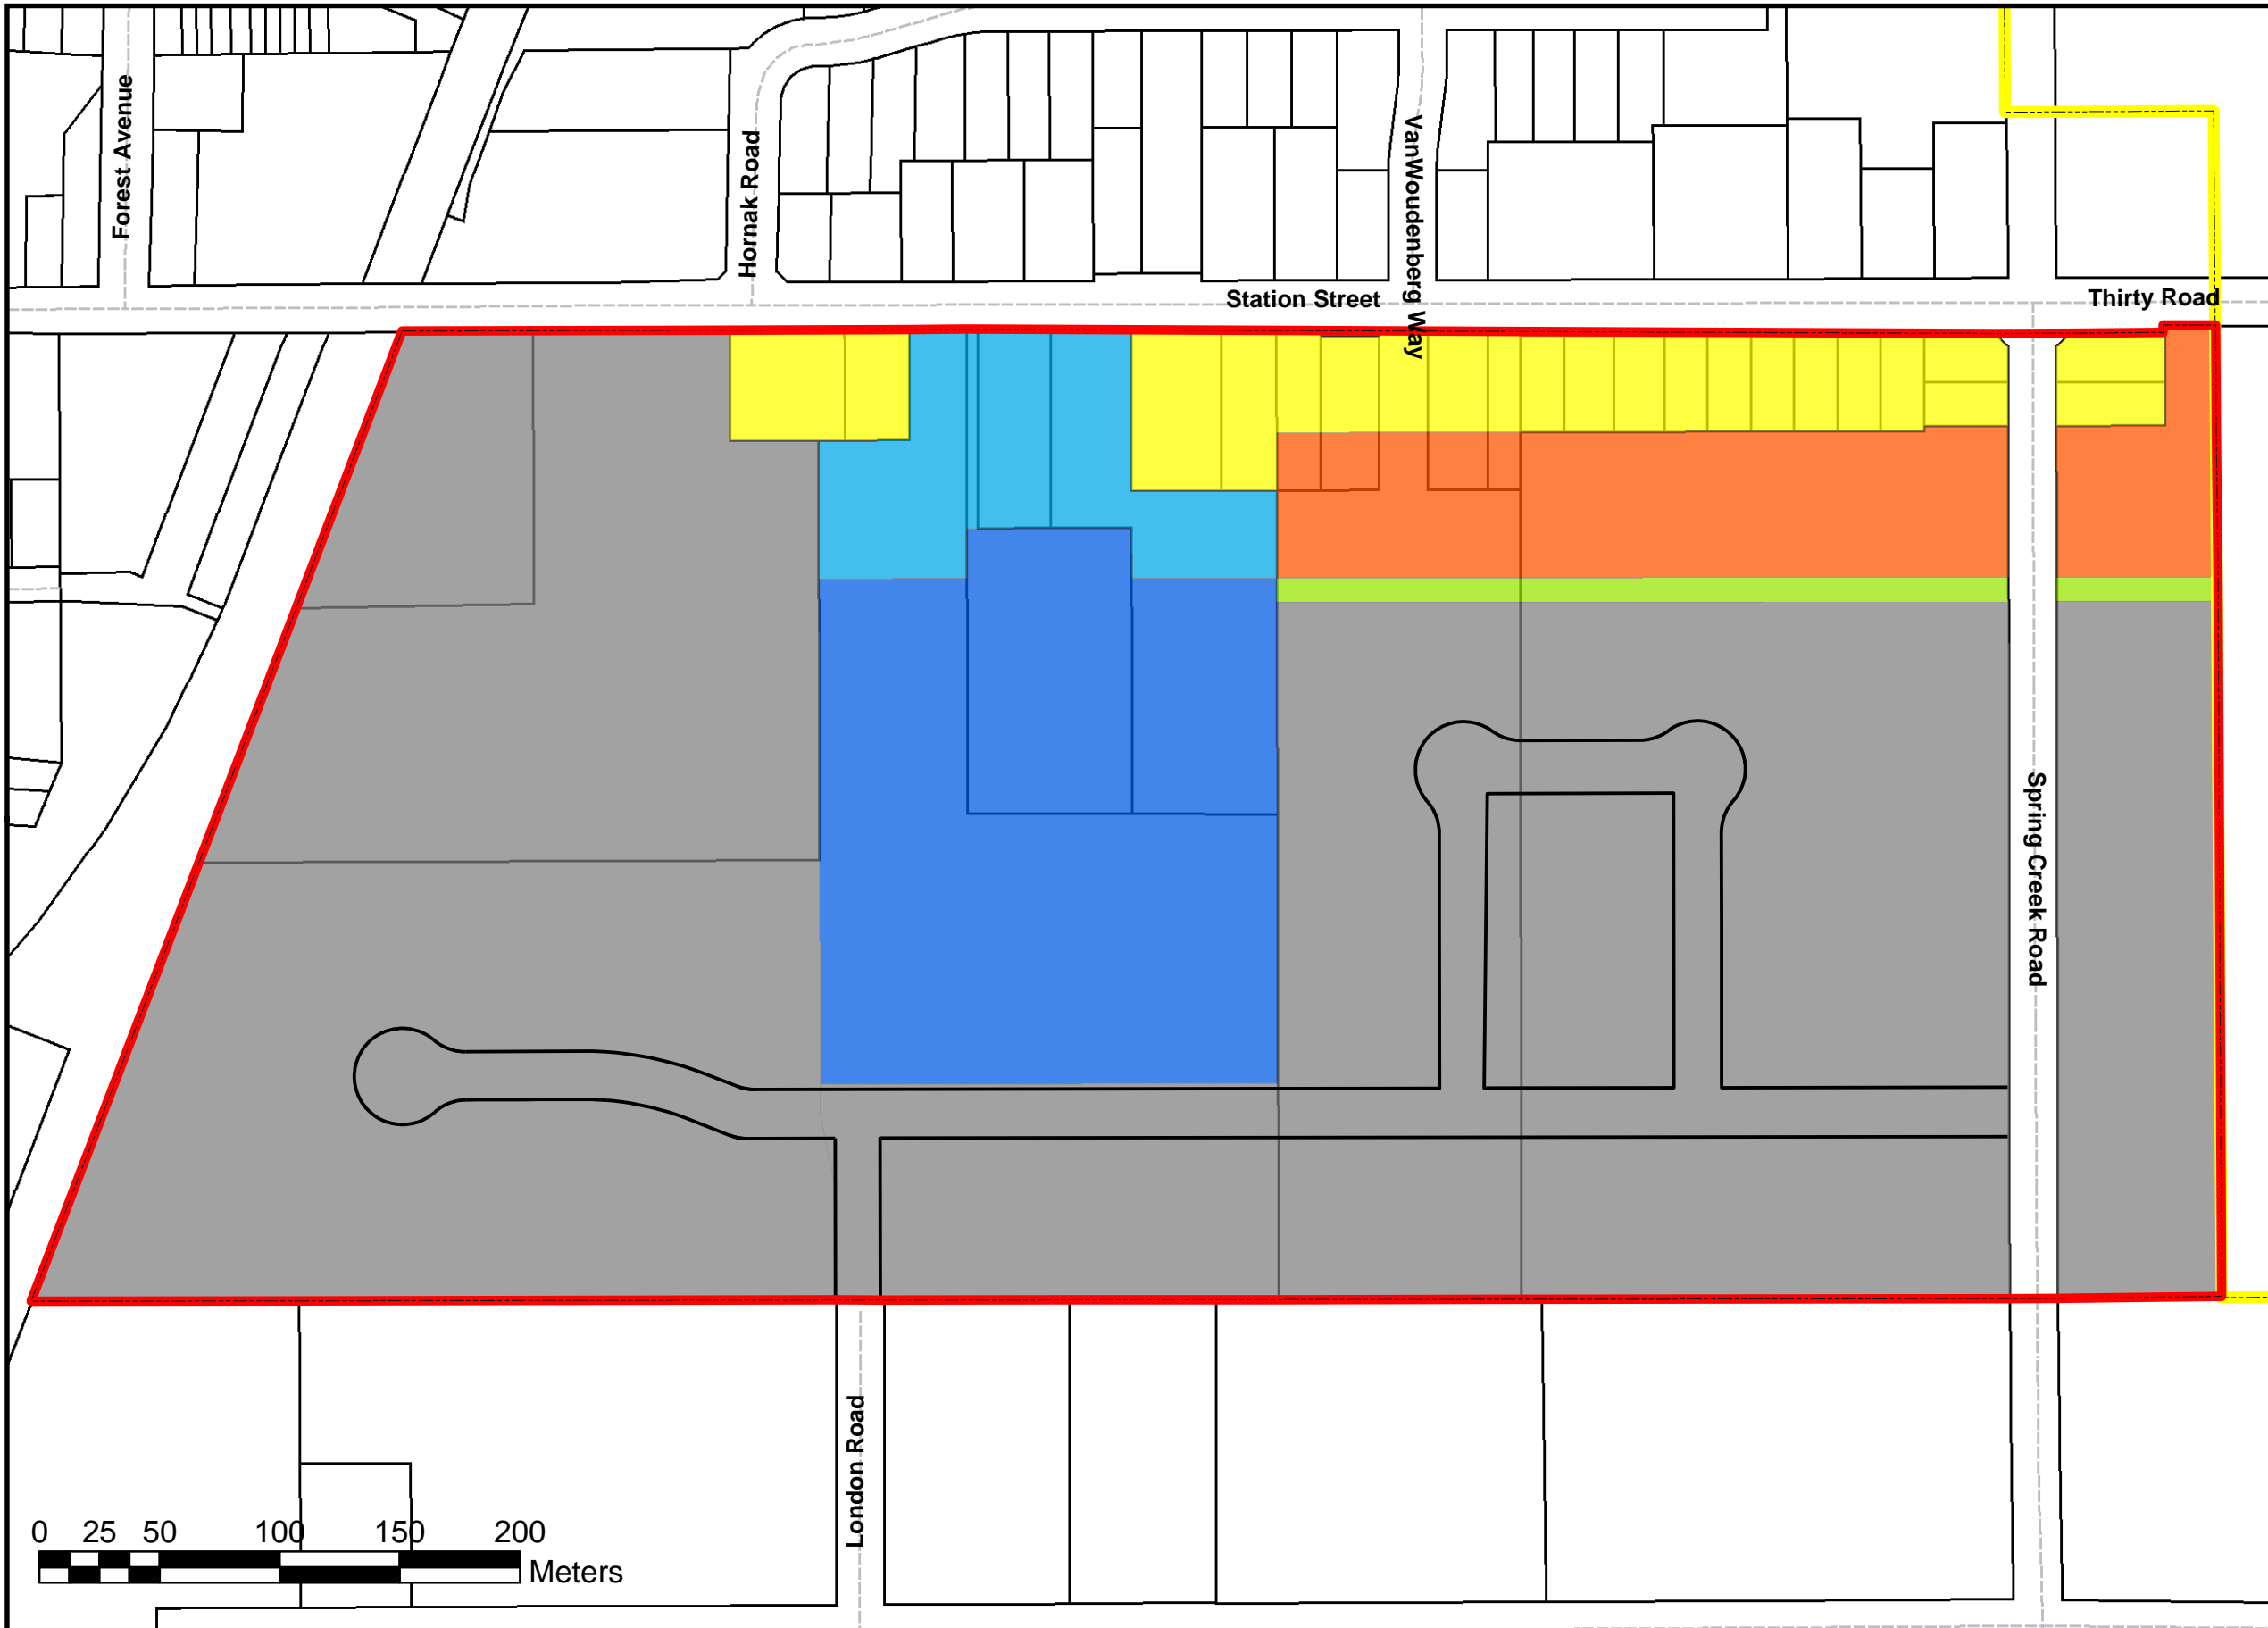 Forest Avenue
Hornak Road
VanWoudenberg Way
Station Street
Thirty Road
Spring Creek Road
London Road
0 25 50 100 150 200
Meters